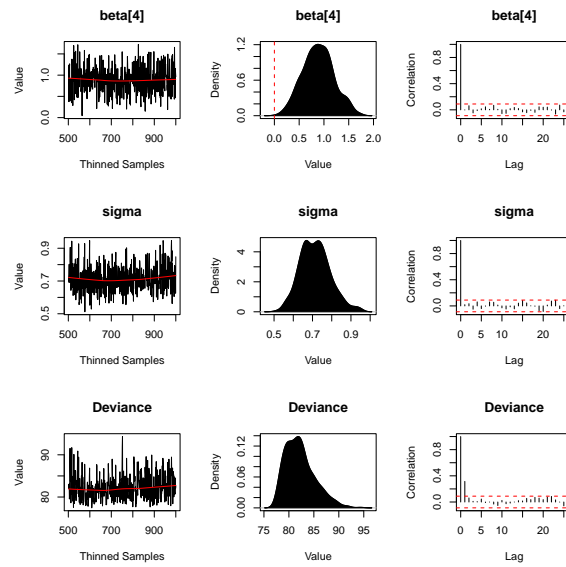 beta[4] beta[4] beta[4]
Value
0.0 1.0
500 700 900
Thinned Samples
Density
0.0 0.4 0.8 1.2
0.0 0.5 1.0 1.5 2.0
Value
Correlation
0.0 0.4 0.8
0 5 10 20
Lag
sigma sigma sigma
Value
0.5 0.7 0.9
500 700 900
Thinned Samples
Density
0 2 4
0.5 0.7 0.9
Value
Correlation
0.0 0.4 0.8
0 5 10 20
Lag
Deviance Deviance Deviance
Value
80 90
500 700 900
Thinned Samples
Density
0.00 0.06 0.12
75 80 85 90 95
Value
Correlation
0.0 0.4 0.8
0 5 10 20
Lag